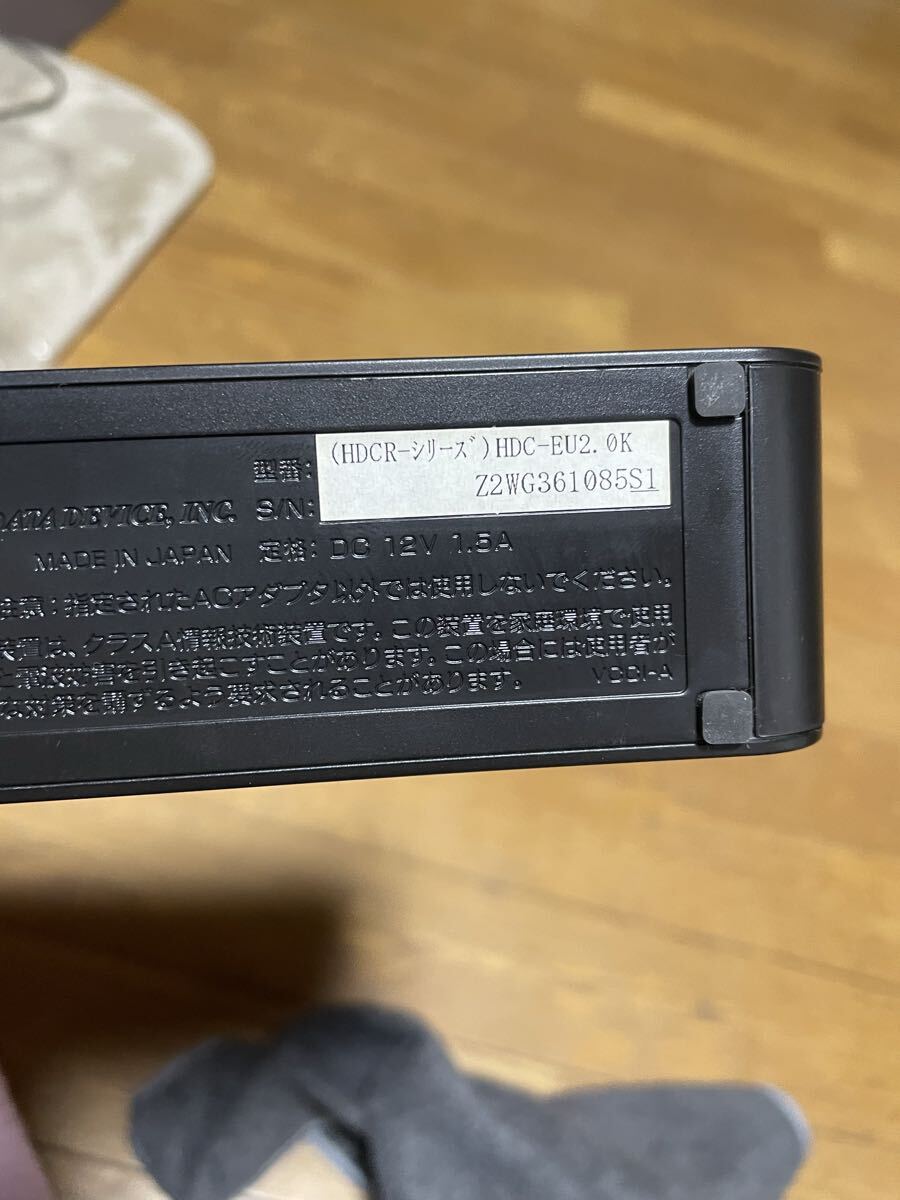 型番: (HDCR-シリーズ)HDC-EU2.0K
DATA DEVICE, INC. S/N: Z2WG361085S1
MADE IN JAPAN 定格: DC 12V 1.5A
注意:指定されたACアダプタ以外では使用しないでください。
装置は、クラスA情報技術装置です。この装置を家庭環境で使用
と電波妨害を引き起こすことがあります。この場合には使用者が
な対策を講ずるよう要求されることがあります。 VCCI-A